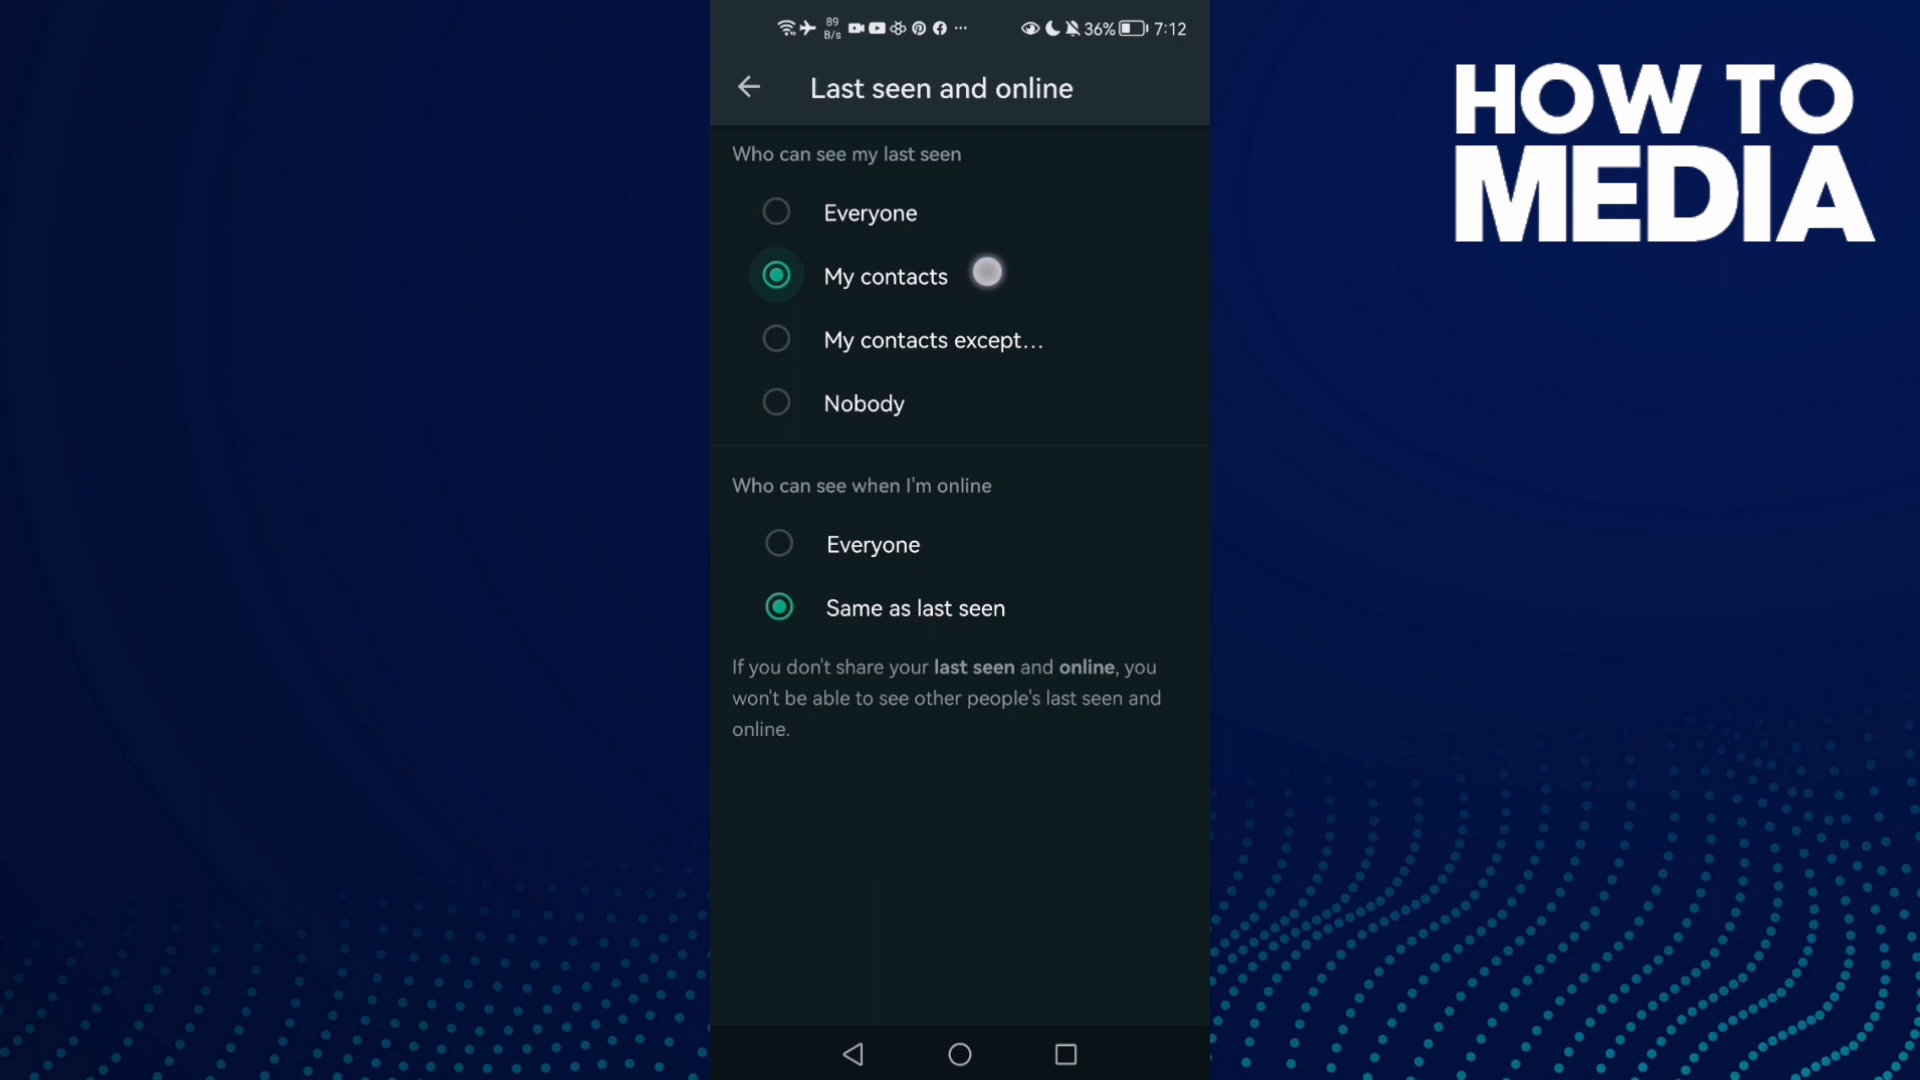 89
B/s
36%
7:12
Last seen and online
HOW TO
MEDIA
Who can see my last seen
Everyone
My contacts
My contacts except...
Nobody
Who can see when I'm online
Everyone
Same as last seen
If you don't share your last seen and online, you
won't be able to see other people's last seen and
online.